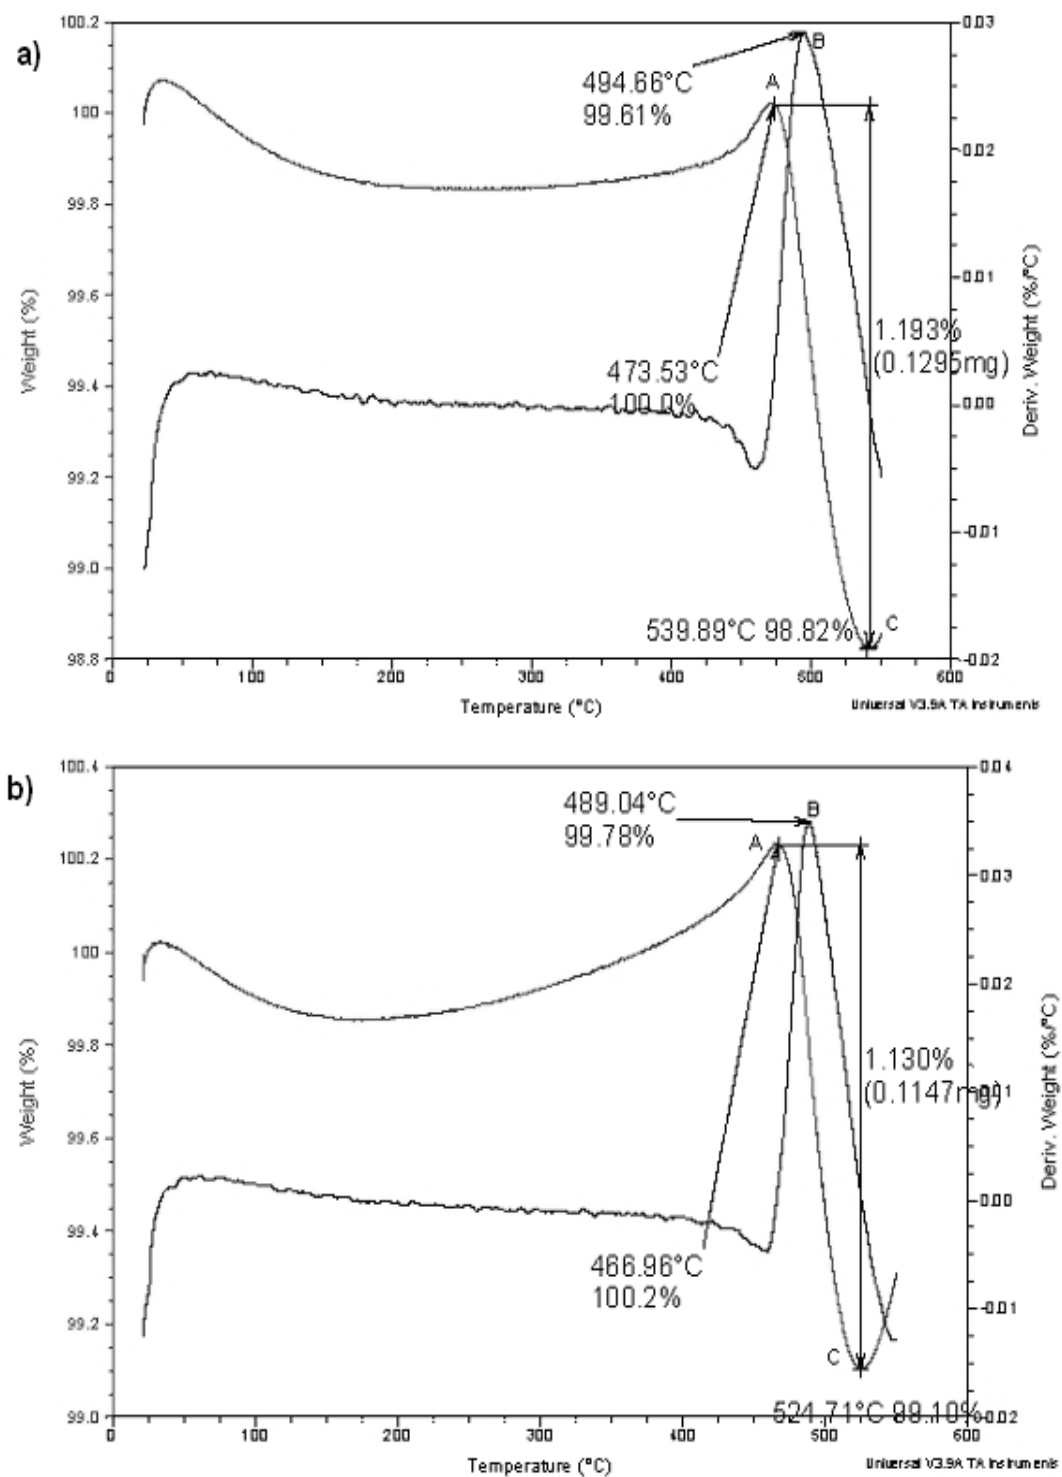 a)
100.2
100
99.8
99.6
99.4
99.2
99.0
98.8
Weight (%)
494.66°C
99.61%
A
B
473.53°C
100.0%
1.193%
(0.1295mg)
539.89°C 98.82%
C
0.03
0.02
0.01
0.00
-0.01
-0.02
Deriv. Weight (%/°C)
0
100
200
300
400
500
600
Temperature (°C)
Universal V3.9A TA Instruments
b)
100.4
100.2
100
99.8
99.6
99.4
99.2
99.0
Weight (%)
489.04°C
99.78%
A
B
466.96°C
100.2%
1.130%
(0.1147mg)
C
524.71°C 99.10%
0.04
0.03
0.02
0.01
0.00
-0.01
-0.02
Deriv. Weight (%/°C)
0
100
200
300
400
500
600
Temperature (°C)
Universal V3.9A TA Instruments